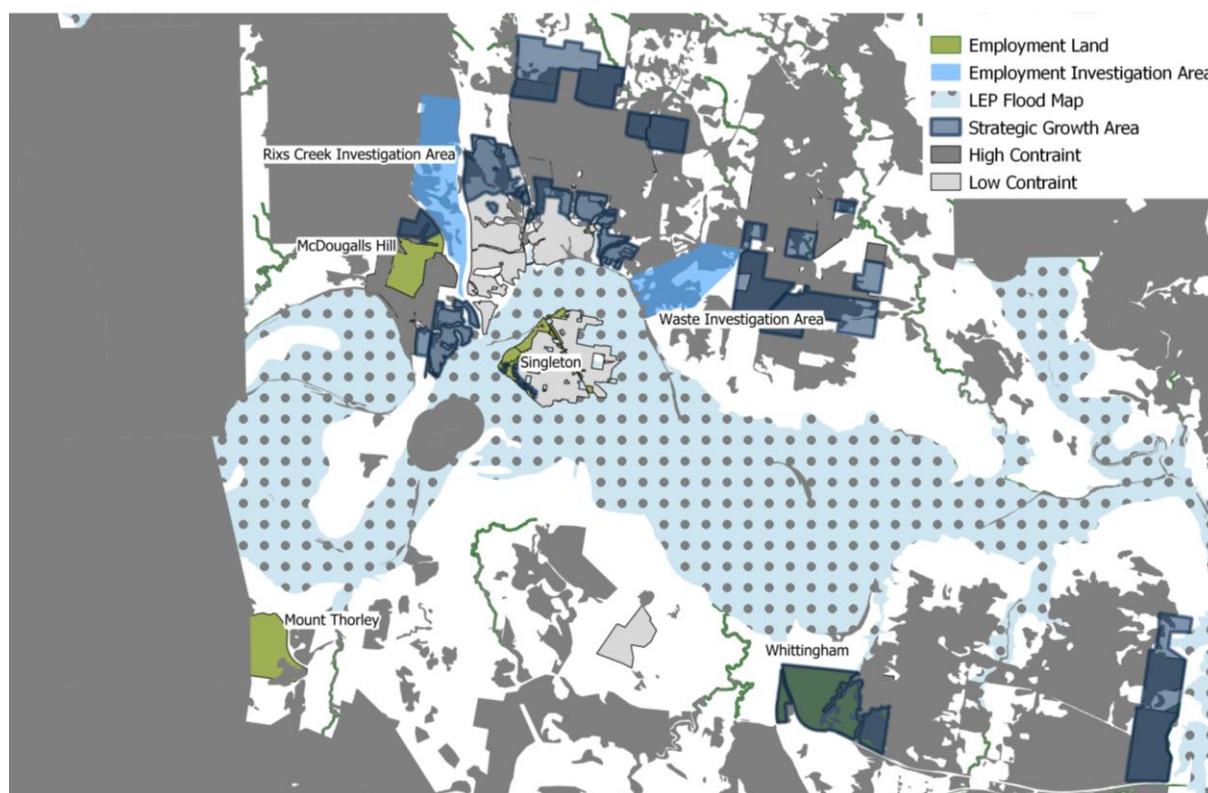 Employment Land
Employment Investigation Area
LEP Flood Map
Strategic Growth Area
High Contraint
Low Contraint
Rixs Creek Investigation Area
McDougalls Hill
Waste Investigation Area
Singleton
Mount Thorley
Whittingham